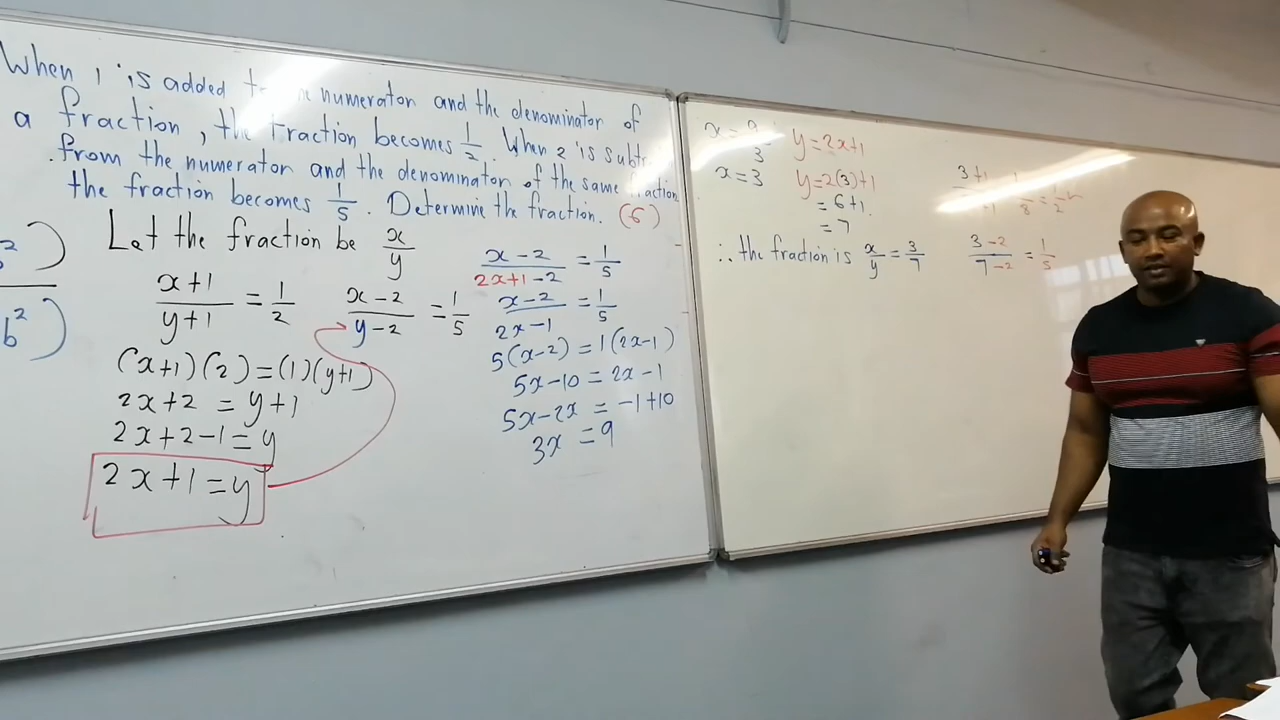 When 1 is added numerator and the denominator of
a fraction, the fraction becomes 1/2. When 2 is
from the numerator and the denominator of the same fraction
the fraction becomes 1/5. Determine the fraction. (6)
b²)
Let the fraction be x/y
(x+1)/(y+1) = 1/2
(x+1)(2) = (1)(y+1)
2x+2 = y+1
2x+2-1 = y
2x+1 = y
(x-2)/(y-2) = 1/5
(x-2)/(2x+1-2) = 1/5
(x-2)/(2x-1) = 1/5
5(x-2) = 1(2x-1)
5x-10 = 2x-1
5x-2x = -1+10
3x = 9
x = 9/3
x = 3
y = 2x+1
y = 2(3)+1
= 6+1
= 7
∴ the fraction is x/y = 3/7
3+1
(3-2)/(7-2) = 1/5